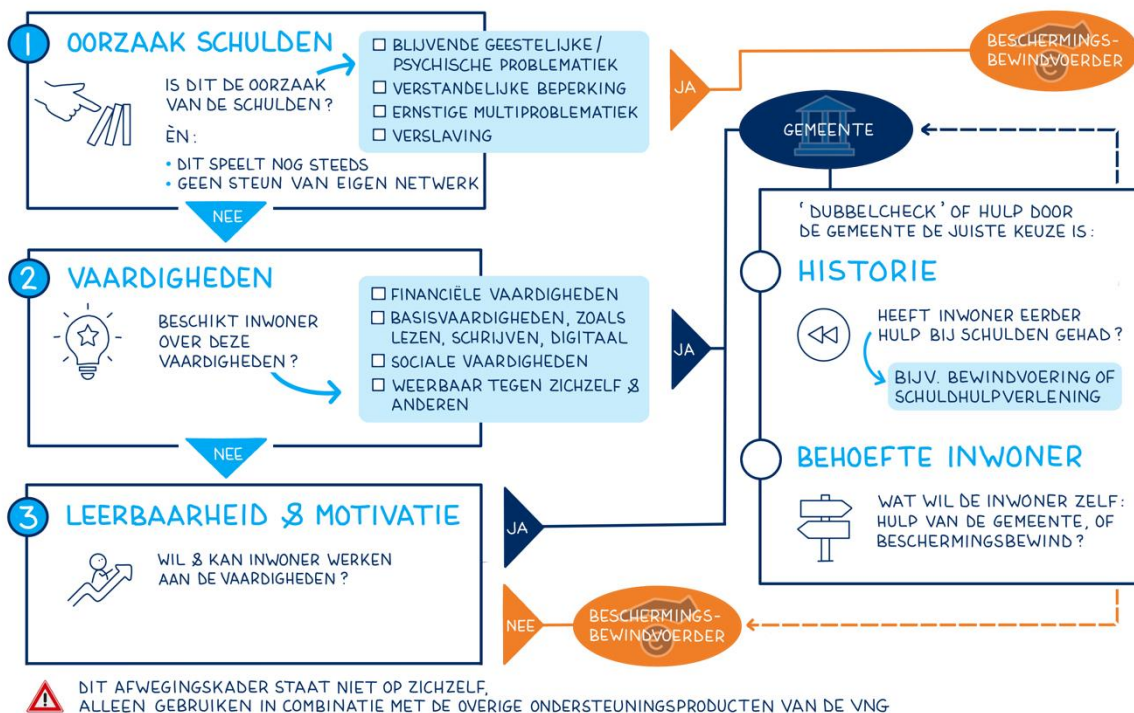 1 OORZAAK SCHULDEN
IS DIT DE OORZAAK
VAN DE SCHULDEN?
ÈN:
• DIT SPEELT NOG STEEDS
• GEEN STEUN VAN EIGEN NETWERK
☐ BLIJVENDE GEESTELIJKE/
PSYCHISCHE PROBLEMATIEK
☐ VERSTANDELIJKE BEPERKING
☐ ERNSTIGE MULTIPROBLEMATIEK
☐ VERSLAVING
JA
BESCHERMINGS-
BEWINDVOERDER
NEE
2 VAARDIGHEDEN
BESCHIKT INWONER
OVER DEZE
VAARDIGHEDEN?
☐ FINANCIËLE VAARDIGHEDEN
☐ BASISVAARDIGHEDEN, ZOALS
LEZEN, SCHRIJVEN, DIGITAAL
☐ SOCIALE VAARDIGHEDEN
☐ WEERBAAR TEGEN ZICHZELF &
ANDEREN
JA
NEE
3 LEERBAARHEID & MOTIVATIE
WIL & KAN INWONER WERKEN
AAN DE VAARDIGHEDEN?
JA
NEE
BESCHERMINGS-
BEWINDVOERDER
GEMEENTE
'DUBBELCHECK' OF HULP DOOR
DE GEMEENTE DE JUISTE KEUZE IS:
HISTORIE
HEEFT INWONER EERDER
HULP BIJ SCHULDEN GEHAD?
BIJV. BEWINDVOERING OF
SCHULDHULPVERLENING
BEHOEFTE INWONER
WAT WIL DE INWONER ZELF:
HULP VAN DE GEMEENTE, OF
BESCHERMINGSBEWIND?
DIT AFWEGINGSKADER STAAT NIET OP ZICHZELF,
ALLEEN GEBRUIKEN IN COMBINATIE MET DE OVERIGE ONDERSTEUNINGSPRODUCTEN VAN DE VNG